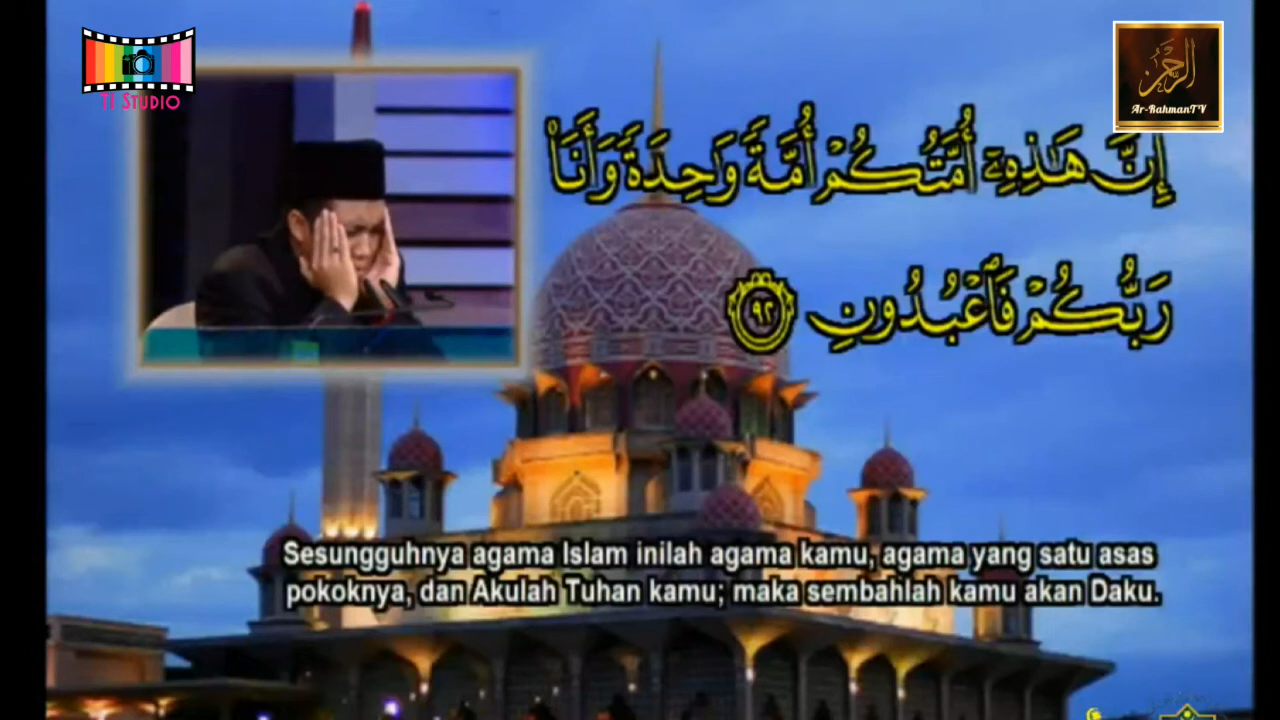 TI STUDIO
الرحمن
Ar-RahmanTV
إِنَّ هَـٰذِهِۦٓ أُمَّتُكُمْ أُمَّةً وَٰحِدَةً وَأَنَا۠
رَبُّكُمْ فَٱعْبُدُونِ ٩٢
Sesungguhnya agama Islam inilah agama kamu, agama yang satu asas
pokoknya, dan Akulah Tuhan kamu; maka sembahlah kamu akan Daku.